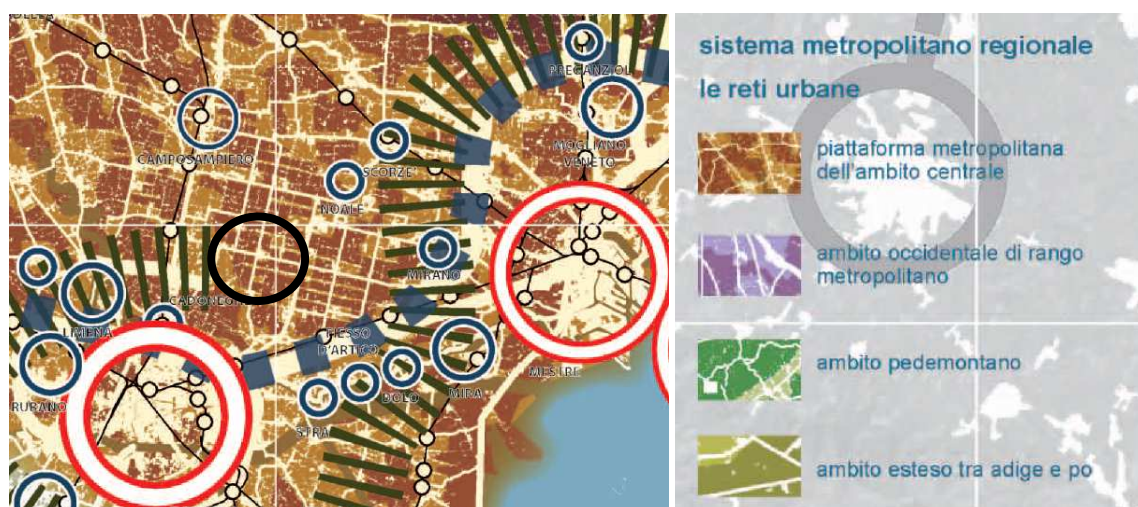 DELLA
PREGANZIOL
CAMPOSAMPIERO
MOGLIANO
VENETO
SCORZE'
NOALE
MIRANO
CADONEGHE
LIMENA
FIESSO
D'ARTICO
MESTRE
RUBANO
DOLO
MIRA
STRA
sistema metropolitano regionale
le reti urbane
piattaforma metropolitana
dell'ambito centrale
ambito occidentale di rango
metropolitano
ambito pedemontano
ambito esteso tra adige e po